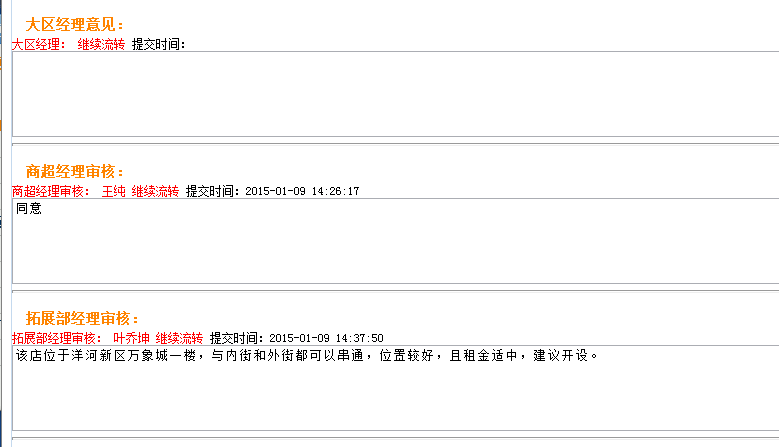 大区经理意见：
大区经理： 继续流转 提交时间：
商超经理审核：
商超经理审核： 王纯 继续流转 提交时间：2015-01-09 14:26:17
同意
拓展部经理审核：
拓展部经理审核： 叶乔坤 继续流转 提交时间：2015-01-09 14:37:50
该店位于洋河新区万象城一楼，与内街和外街都可以串通，位置较好，且租金适中，建议开设。